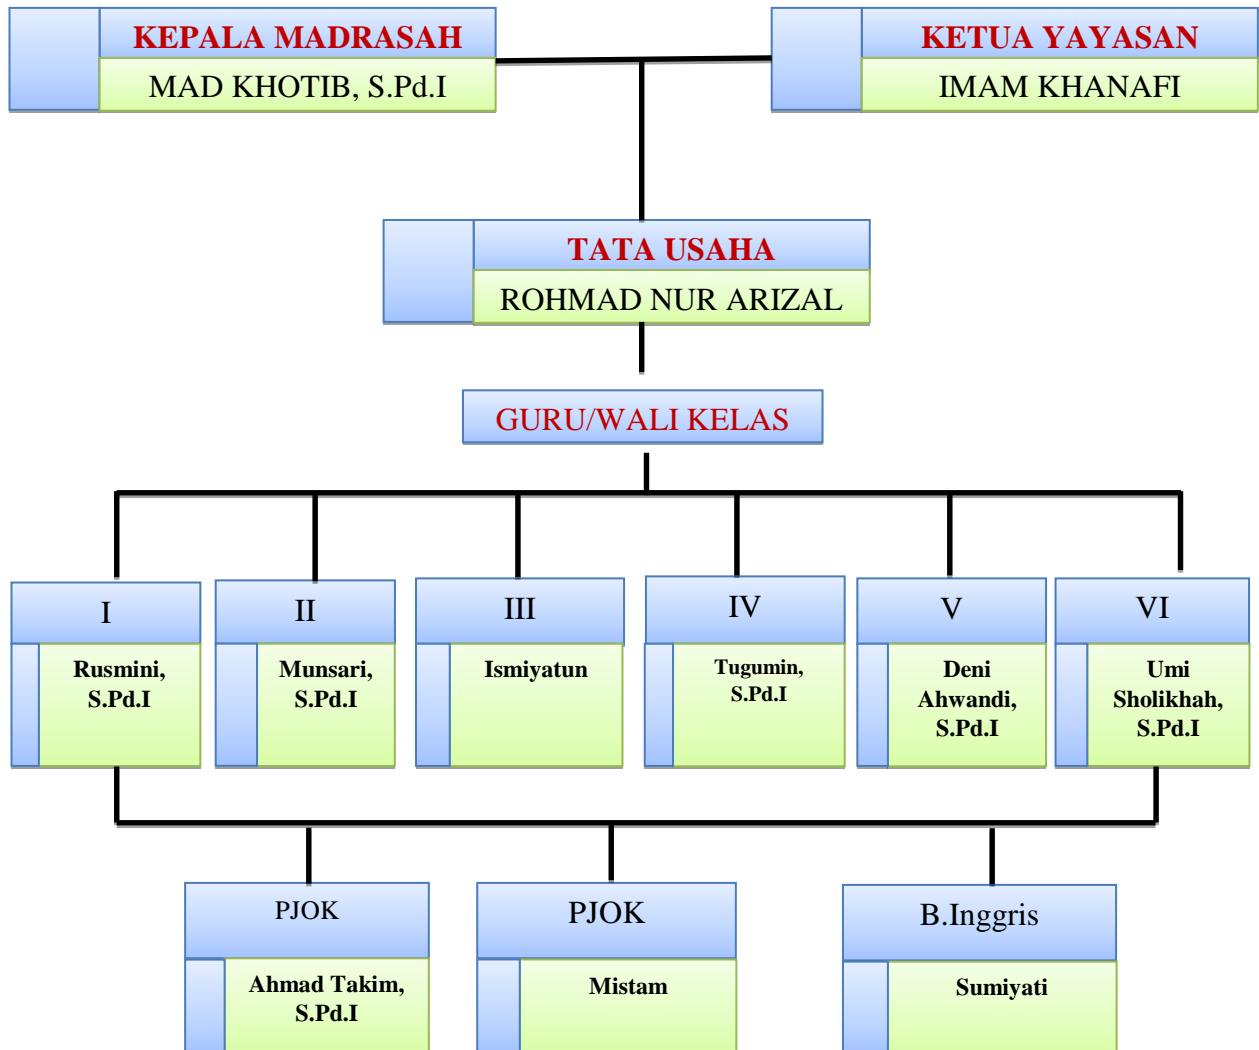 KEPALA MADRASAH
MAD KHOTIB, S.Pd.I
KETUA YAYASAN
IMAM KHANAFI
TATA USAHA
ROHMAD NUR ARIZAL
GURU/WALI KELAS
I
Rusmini,
S.Pd.I
II
Munsari,
S.Pd.I
III
Ismiyatun
IV
Tugumin,
S.Pd.I
V
Deni
Ahwandi,
S.Pd.I
VI
Umi
Sholikhah,
S.Pd.I
PJOK
Ahmad Takim,
S.Pd.I
PJOK
Mistam
B.Inggris
Sumiyati